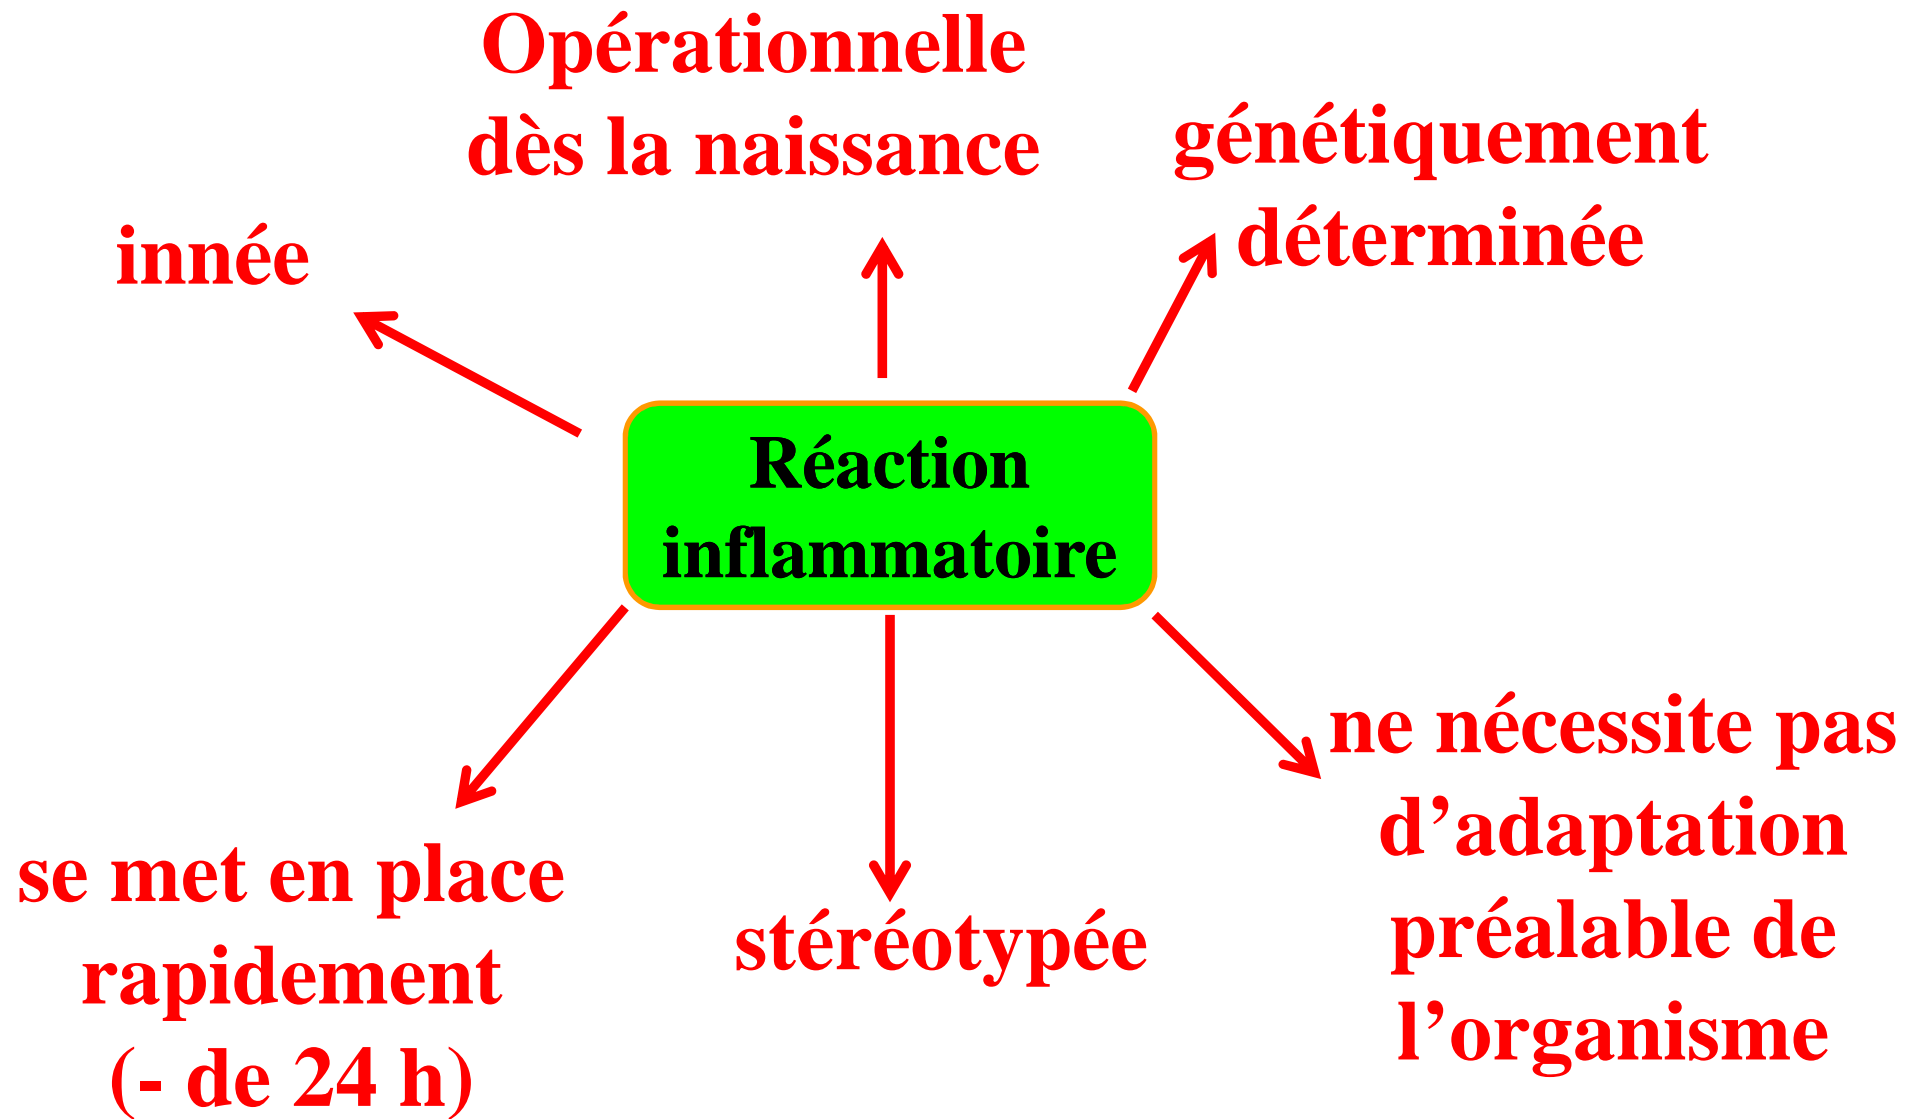 Opérationnelle
dès la naissance
génétiquement
déterminée
innée
Réaction
inflammatoire
se met en place
rapidement
(- de 24 h)
stéréotypée
ne nécessite pas
d’adaptation
préalable de
l’organisme